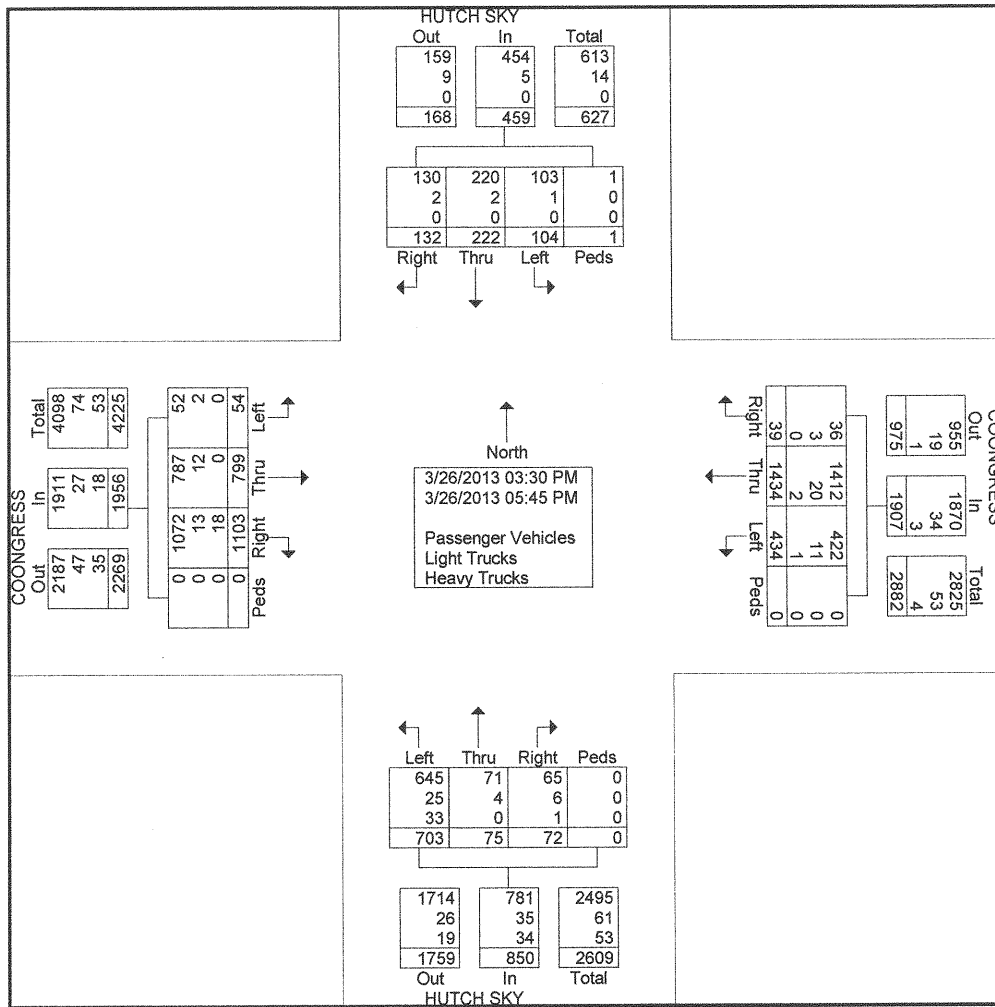 HUTCH SKY
Out In Total
159 454 613
9 5 14
0 0 0
168 459 627
130 220 103 1
2 2 1 0
0 0 0 0
132 222 104 1
Right Thru Left Peds
COONGRESS
Total In Out
4098 1911 2187
74 27 47
53 18 35
4225 1956 2269
Left Thru Right Peds
52 787 1072 0
2 12 13 0
0 0 18 0
54 799 1103 0
North
3/26/2013 03:30 PM
3/26/2013 05:45 PM
Passenger Vehicles
Light Trucks
Heavy Trucks
Right Thru Left Peds
36 1412 422 0
3 20 11 0
0 2 1 0
39 1434 434 0
COONGRESS
Out In Total
955 1870 2825
19 34 53
1 3 4
975 1907 2882
Left Thru Right Peds
645 71 65 0
25 4 6 0
33 0 1 0
703 75 72 0
1714 781 2495
26 35 61
19 34 53
1759 850 2609
Out In Total
HUTCH SKY